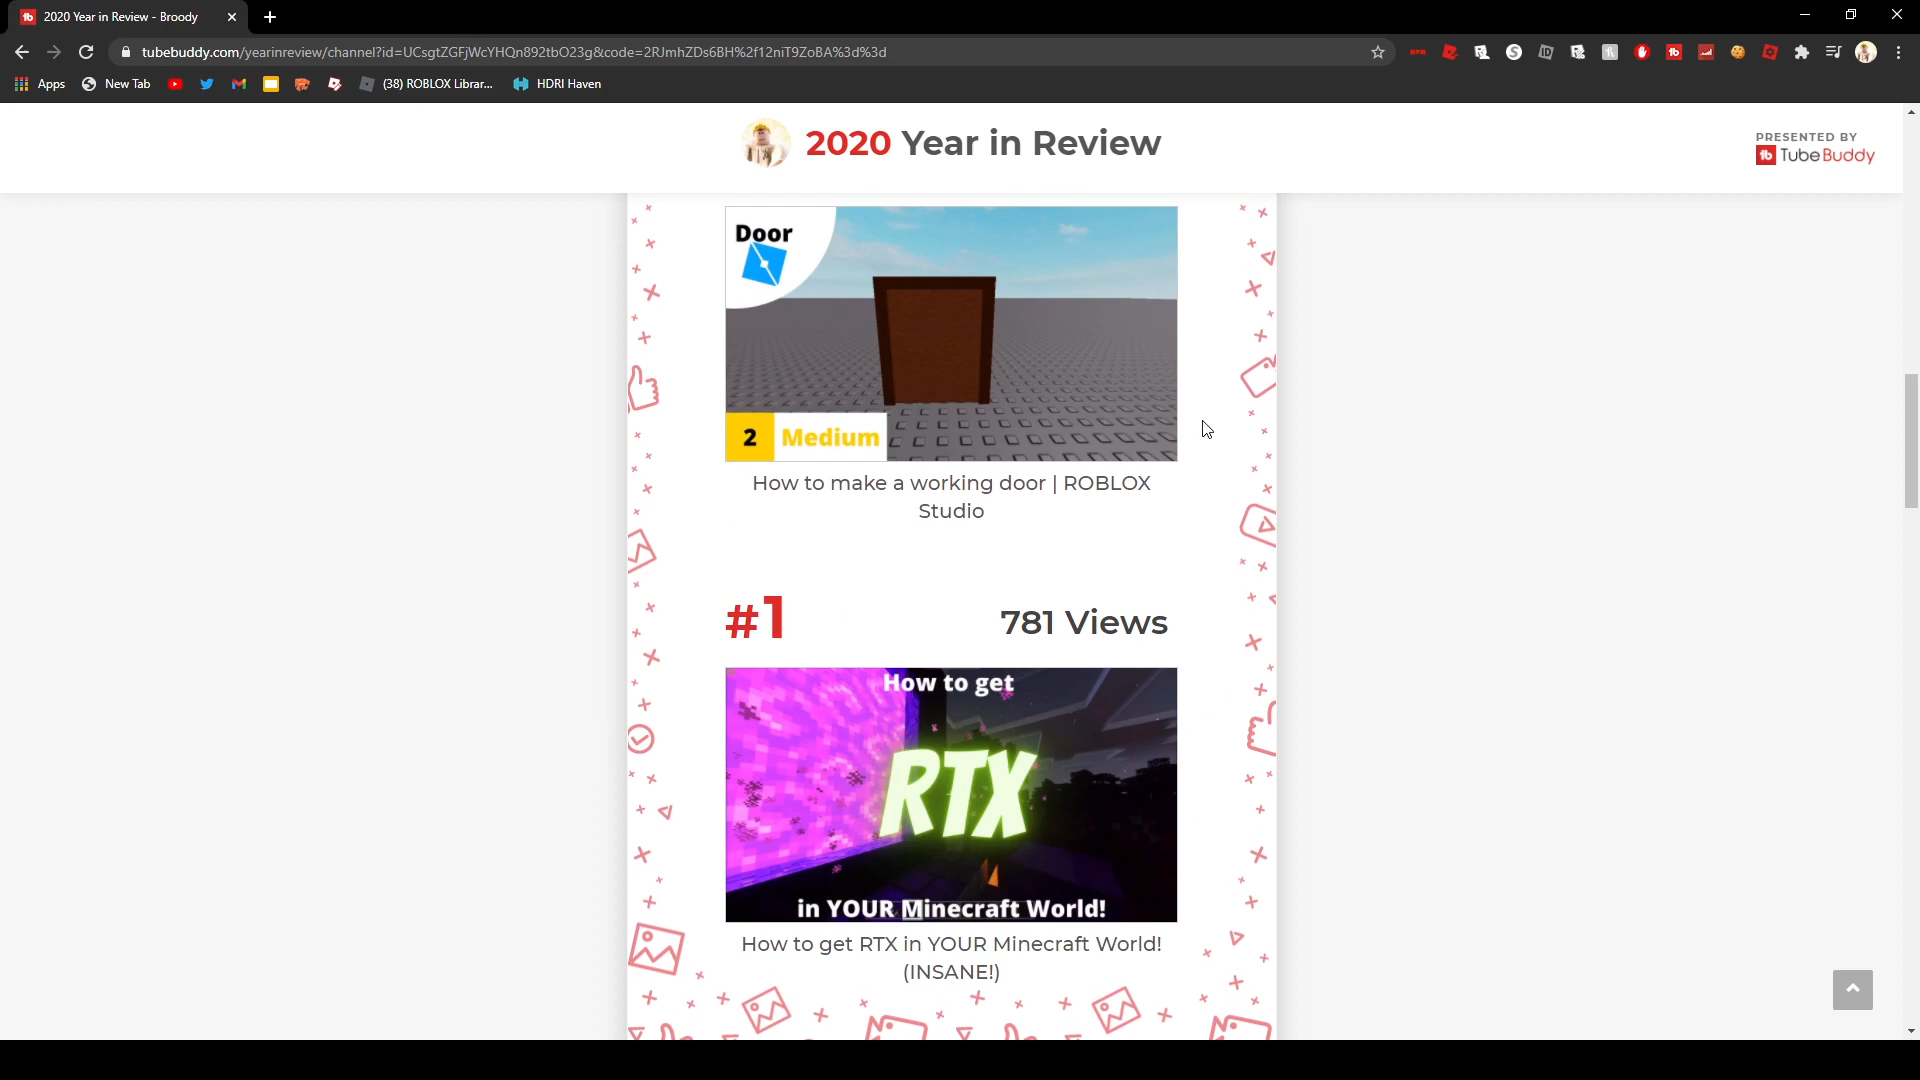 2020 Year in Review - Broody
tubebuddy.com/yearinreview/channel?id=UCsgtZGFjWcYHQn892tbO23g&code=2RJmhZDs6BH%2f12niT9ZoBA%3d%3d
Apps
New Tab
(38) ROBLOX Librar...
HDRI Haven
2020 Year in Review
PRESENTED BY
TubeBuddy
Door
2 Medium
How to make a working door | ROBLOX
Studio
#1
781 Views
How to get
RTX
in YOUR Minecraft World!
How to get RTX in YOUR Minecraft World!
(INSANE!)